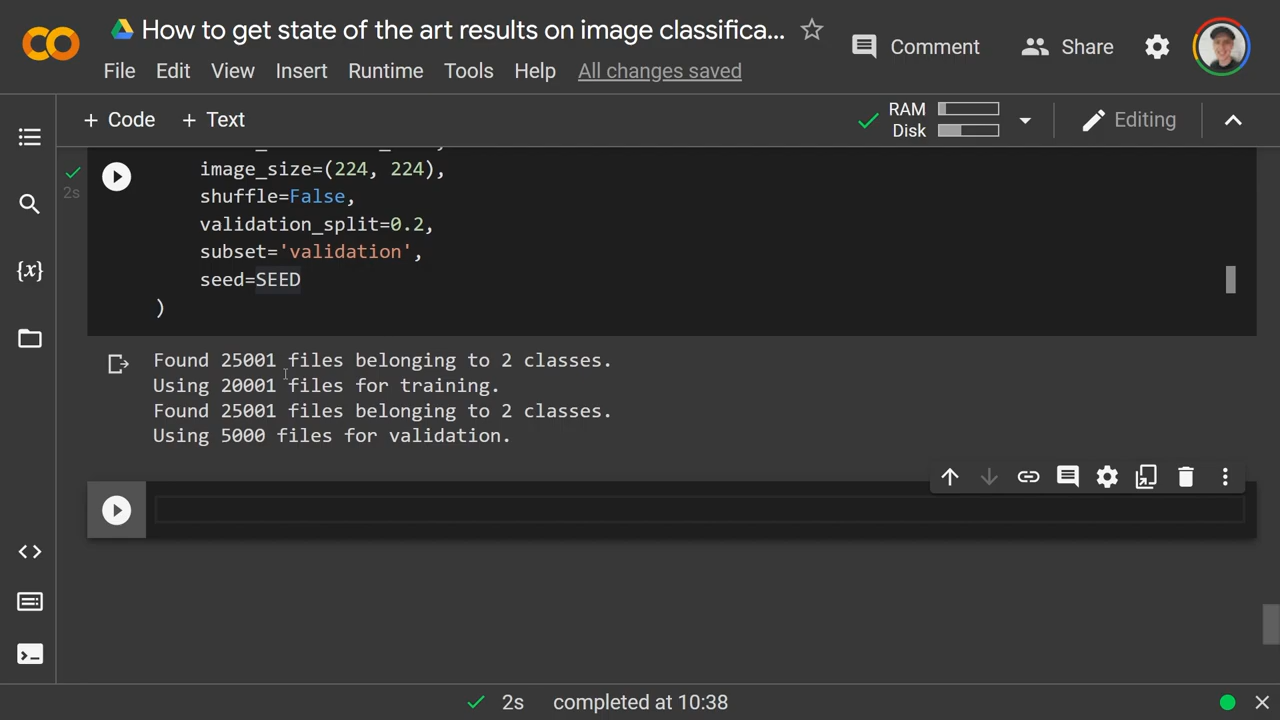 How to get state of the art results on image classifica...
Comment
Share
File Edit View Insert Runtime Tools Help All changes saved
+ Code + Text
RAM
Disk
Editing
2s
image_size=(224, 224),
shuffle=False,
validation_split=0.2,
subset='validation',
seed=SEED
)
{x}
Found 25001 files belonging to 2 classes.
Using 20001 files for training.
Found 25001 files belonging to 2 classes.
Using 5000 files for validation.
2s completed at 10:38